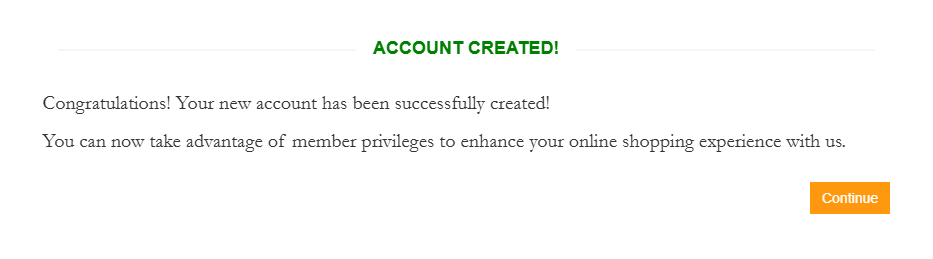 ACCOUNT CREATED!
Congratulations! Your new account has been successfully created!
You can now take advantage of member privileges to enhance your online shopping experience with us.
Continue